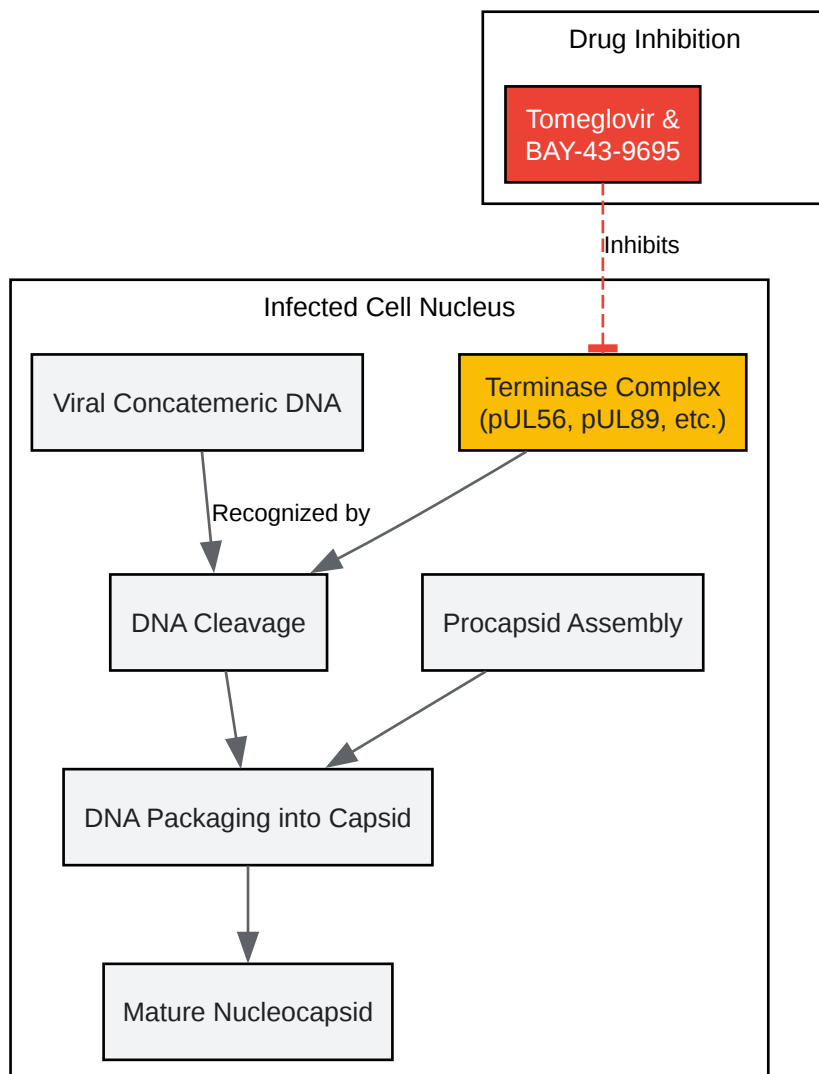 Drug Inhibition
Tomeglovir &
BAY-43-9695
Inhibits
Infected Cell Nucleus
Viral Concatemeric DNA
Terminase Complex
(pUL56, pUL89, etc.)
Recognized by
DNA Cleavage
Procapsid Assembly
DNA Packaging into Capsid
Mature Nucleocapsid